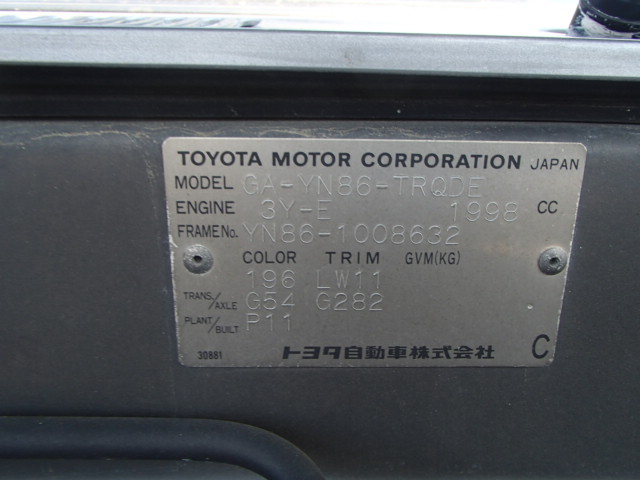 TOYOTA MOTOR CORPORATION JAPAN
MODEL GA-YN86-TRQDE
ENGINE 3Y-E 1998 CC
FRAME No. YN86-1008632
COLOR TRIM GVM(KG)
196 LW11
TRANS./AXLE G54 G282
PLANT/BUILT P11
30881 トヨタ自動車株式会社 C